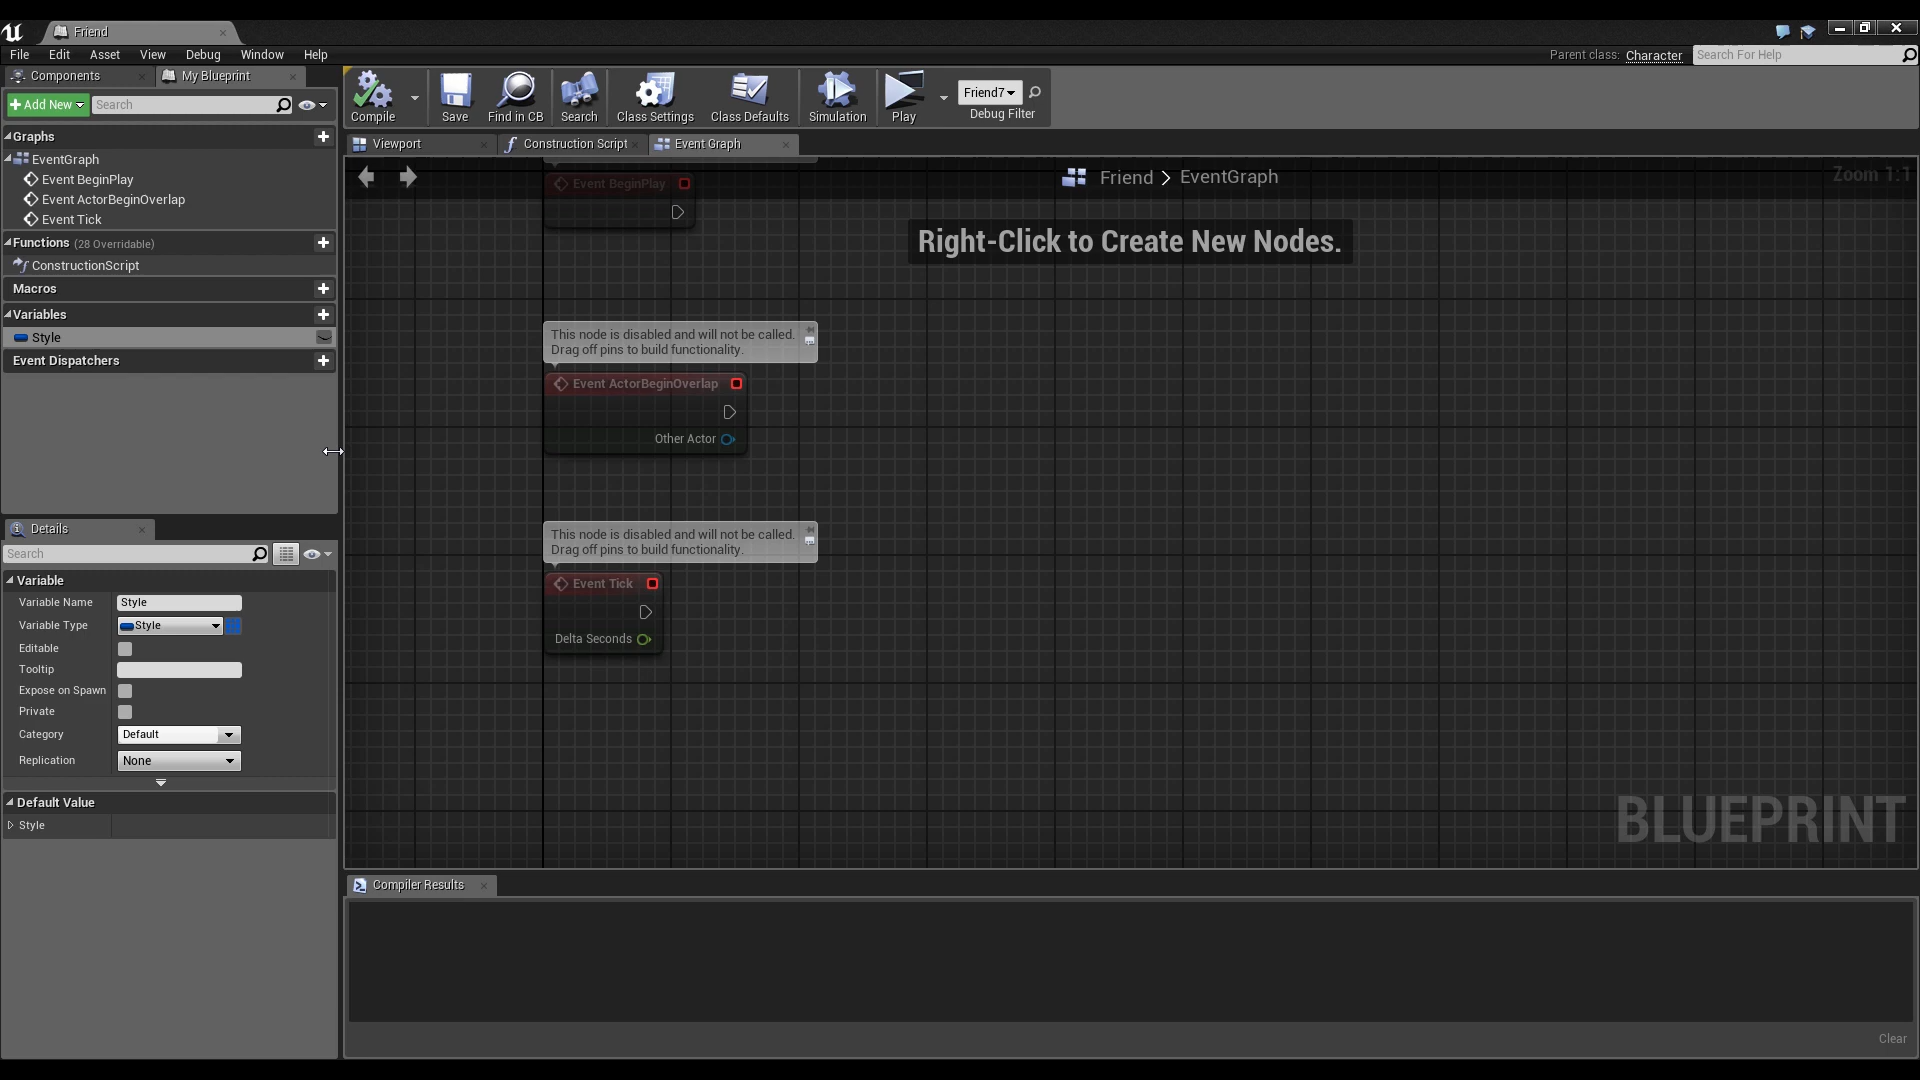 Friend
File Edit Asset View Debug Window Help
Parent class: Character Search For Help
Components My Blueprint
Add New Search
Compile Save Find in CB Search Class Settings Class Defaults Simulation Play Friend7 Debug Filter
Graphs
EventGraph
Event BeginPlay
Event ActorBeginOverlap
Event Tick
Functions (28 Overridable)
ConstructionScript
Macros
Variables
Style
Event Dispatchers
Viewport Construction Script Event Graph
Friend > EventGraph
Zoom 1:1
Right-Click to Create New Nodes.
Event BeginPlay
This node is disabled and will not be called.
Drag off pins to build functionality.
Event ActorBeginOverlap
Other Actor
This node is disabled and will not be called.
Drag off pins to build functionality.
Event Tick
Delta Seconds
BLUEPRINT
Details
Search
Variable
Variable Name Style
Variable Type Style
Editable
Tooltip
Expose on Spawn
Private
Category Default
Replication None
Default Value
Style
Compiler Results
Clear